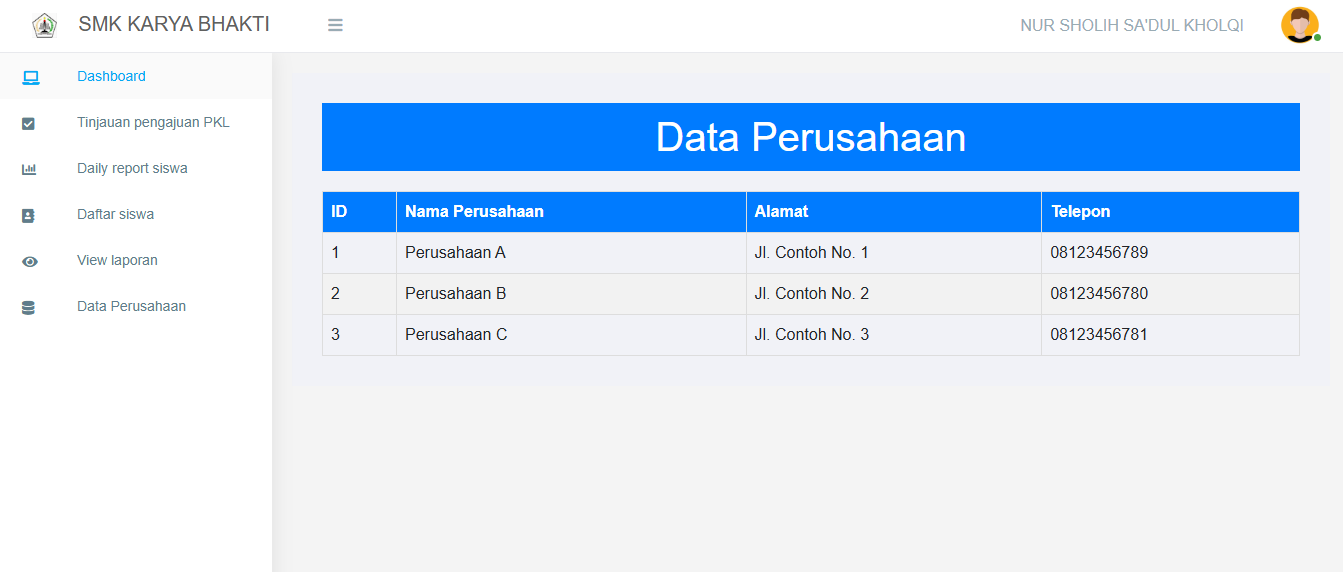 SMK KARYA BHAKTI
NUR SHOLIH SA'DUL KHOLQI
Dashboard
Tinjauan pengajuan PKL
Daily report siswa
Daftar siswa
View laporan
Data Perusahaan
Data Perusahaan
ID Nama Perusahaan Alamat Telepon
1 Perusahaan A Jl. Contoh No. 1 08123456789
2 Perusahaan B Jl. Contoh No. 2 08123456780
3 Perusahaan C Jl. Contoh No. 3 08123456781